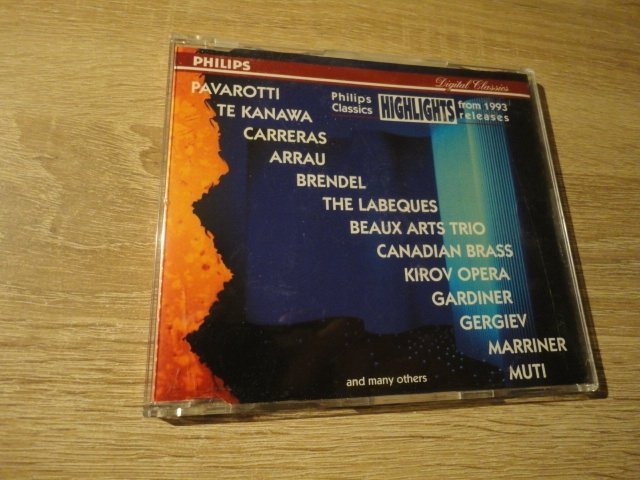 PHILIPS
Digital Classics
Philips Classics HIGHLIGHTS from 1993 releases
PAVAROTTI
TE KANAWA
CARRERAS
ARRAU
BRENDEL
THE LABEQUES
BEAUX ARTS TRIO
CANADIAN BRASS
KIROV OPERA
GARDINER
GERGIEV
MARRINER
MUTI
and many others